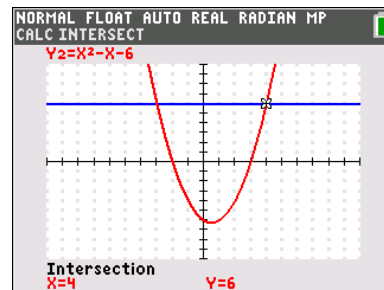 NORMAL FLOAT AUTO REAL RADIAN MP
CALC INTERSECT
Y2=X²-X-6
Intersection
X=4 Y=6